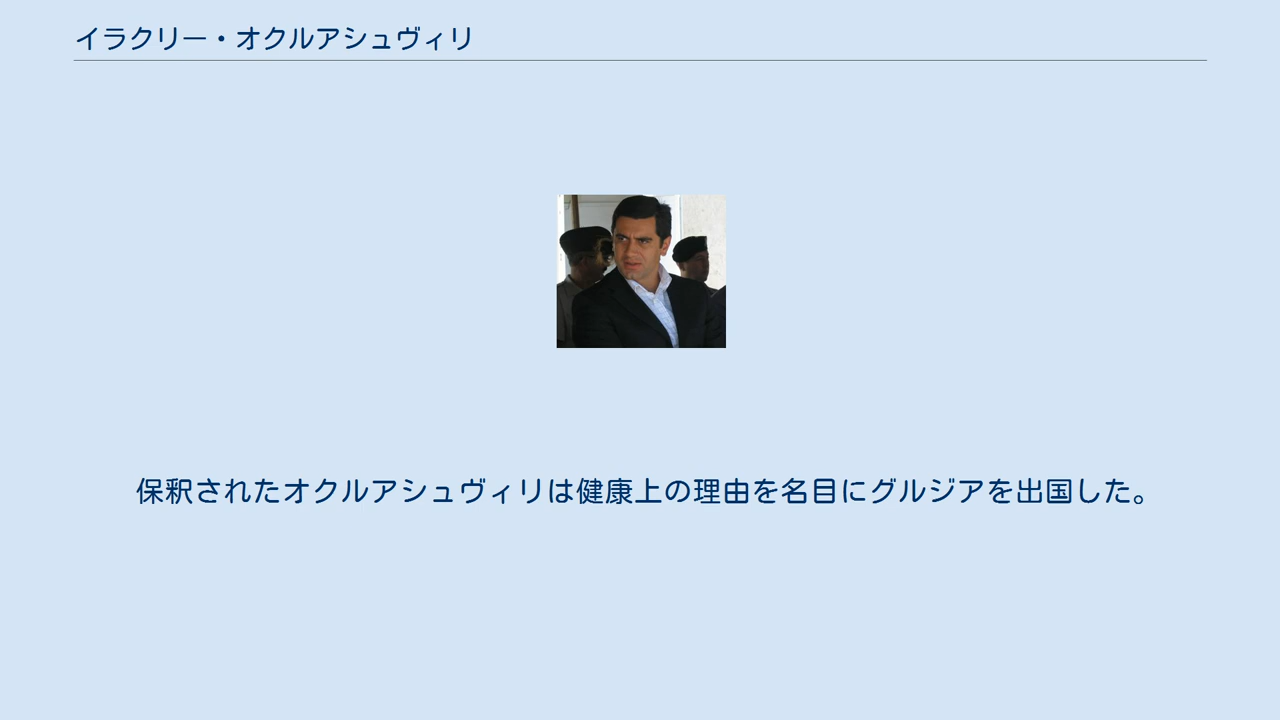 イラクリー・オクルアシュヴィリ
保釈されたオクルアシュヴィリは健康上の理由を名目にグルジアを出国した。